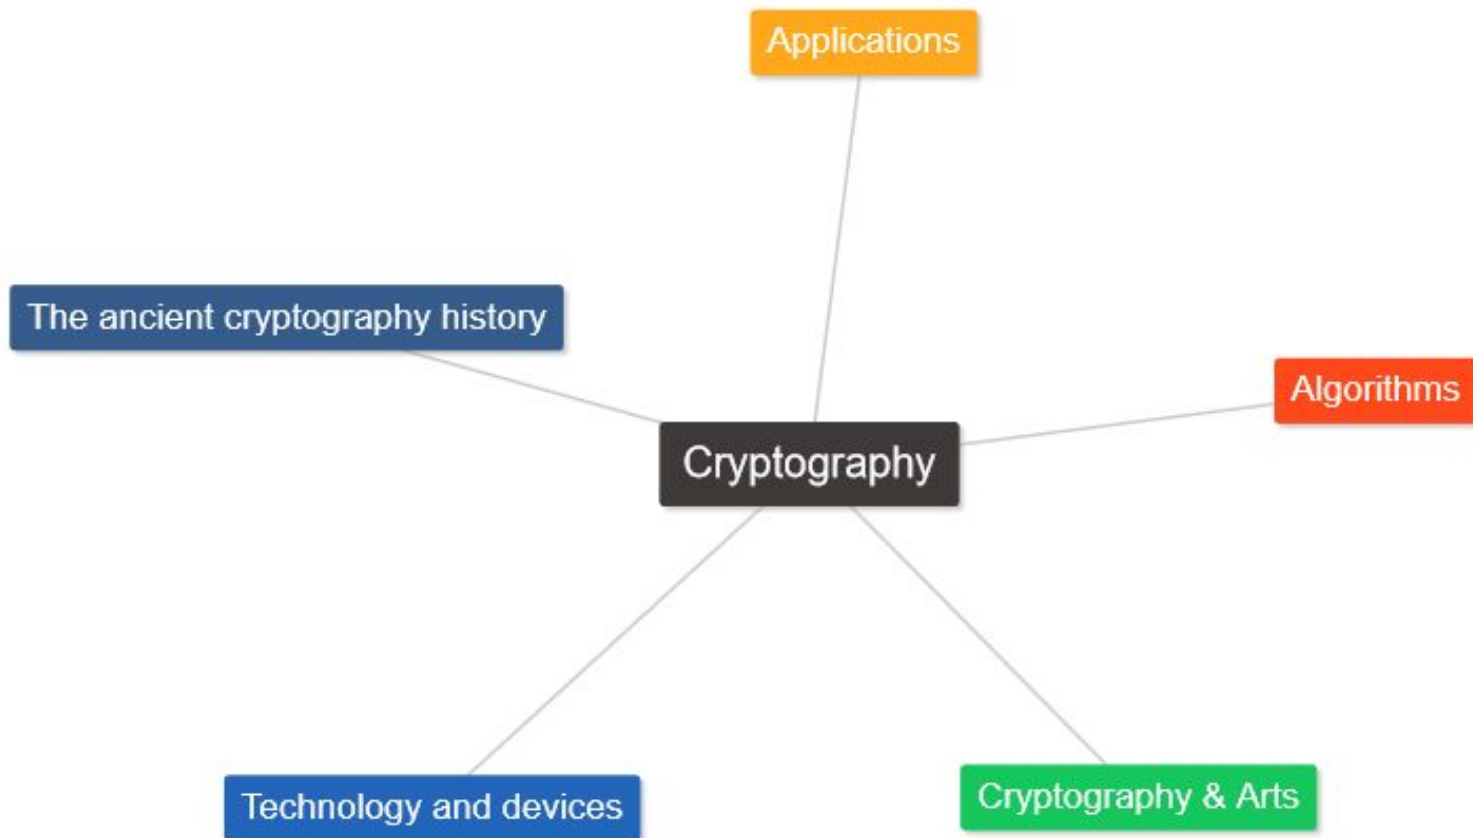 Applications
The ancient cryptography history
Algorithms
Cryptography
Technology and devices
Cryptography & Arts